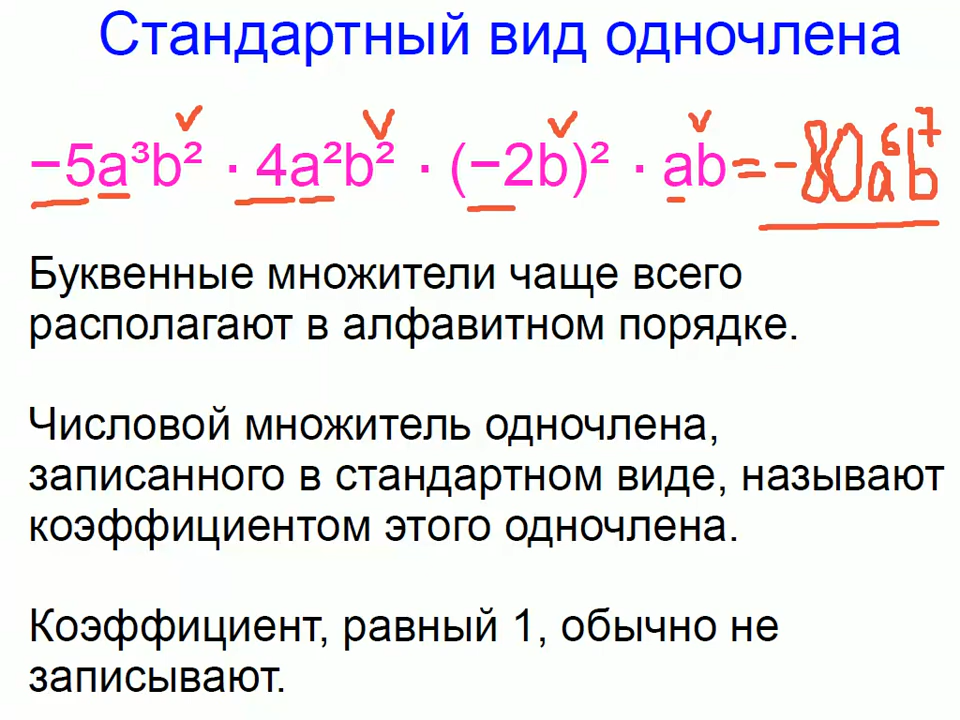 Стандартный вид одночлена
−5a³b² · 4a²b² · (−2b)² · ab = -80a⁶b⁷
Буквенные множители чаще всего
располагают в алфавитном порядке.
Числовой множитель одночлена,
записанного в стандартном виде, называют
коэффициентом этого одночлена.
Коэффициент, равный 1, обычно не
записывают.